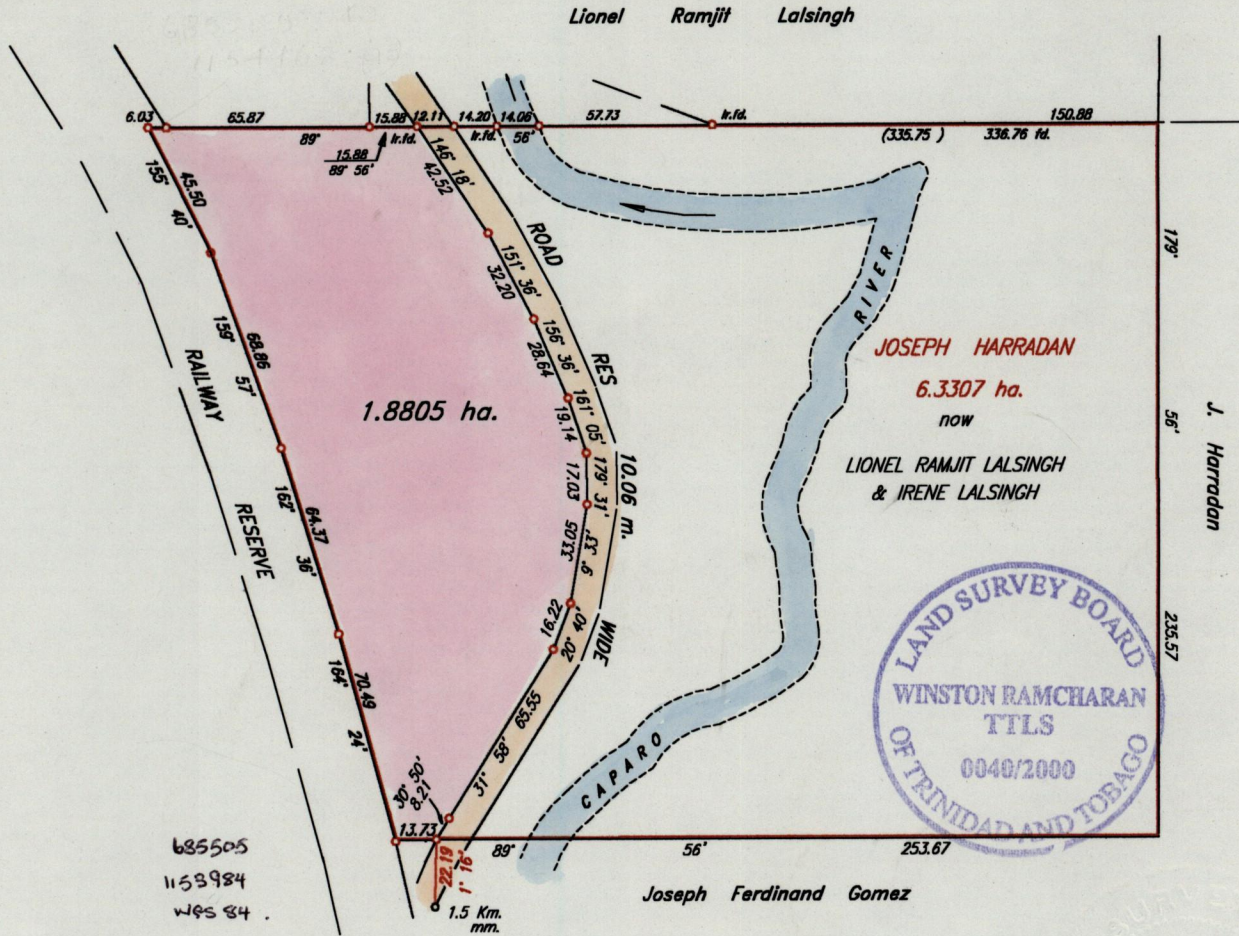 Lionel Ramjit Lalsingh
6.03
65.87
15.88
12.11
14.20
14.06
57.73
Ir.fd.
150.88
89°
Ir.fd.
Ir.fd.
56'
(335.75 ) 336.76 fd.
15.88
89° 56'
155° 40'
45.50
146° 18'
42.52
151° 36'
32.20
156° 36'
28.64
161° 05'
19.14
179° 31'
17.03
9° 33'
33.05
20° 40'
16.22
31° 58'
65.55
30° 50'
8.21
ROAD RES 10.06 m. WIDE
159° 57'
68.86
162° 36'
64.37
164° 24'
70.49
RAILWAY RESERVE
1.8805 ha.
RIVER
JOSEPH HARRADAN
6.3307 ha.
now
LIONEL RAMJIT LALSINGH
& IRENE LALSINGH
179° 56'
235.57
J. Harradan
LAND SURVEY BOARD
WINSTON RAMCHARAN
TTLS
0040/2000
OF TRINIDAD AND TOBAGO
CAPARO
13.73
89° 56'
253.67
22.19
1° 16'
1.5 Km.
mm.
Joseph Ferdinand Gomez
685505
1153984
WGS 84.